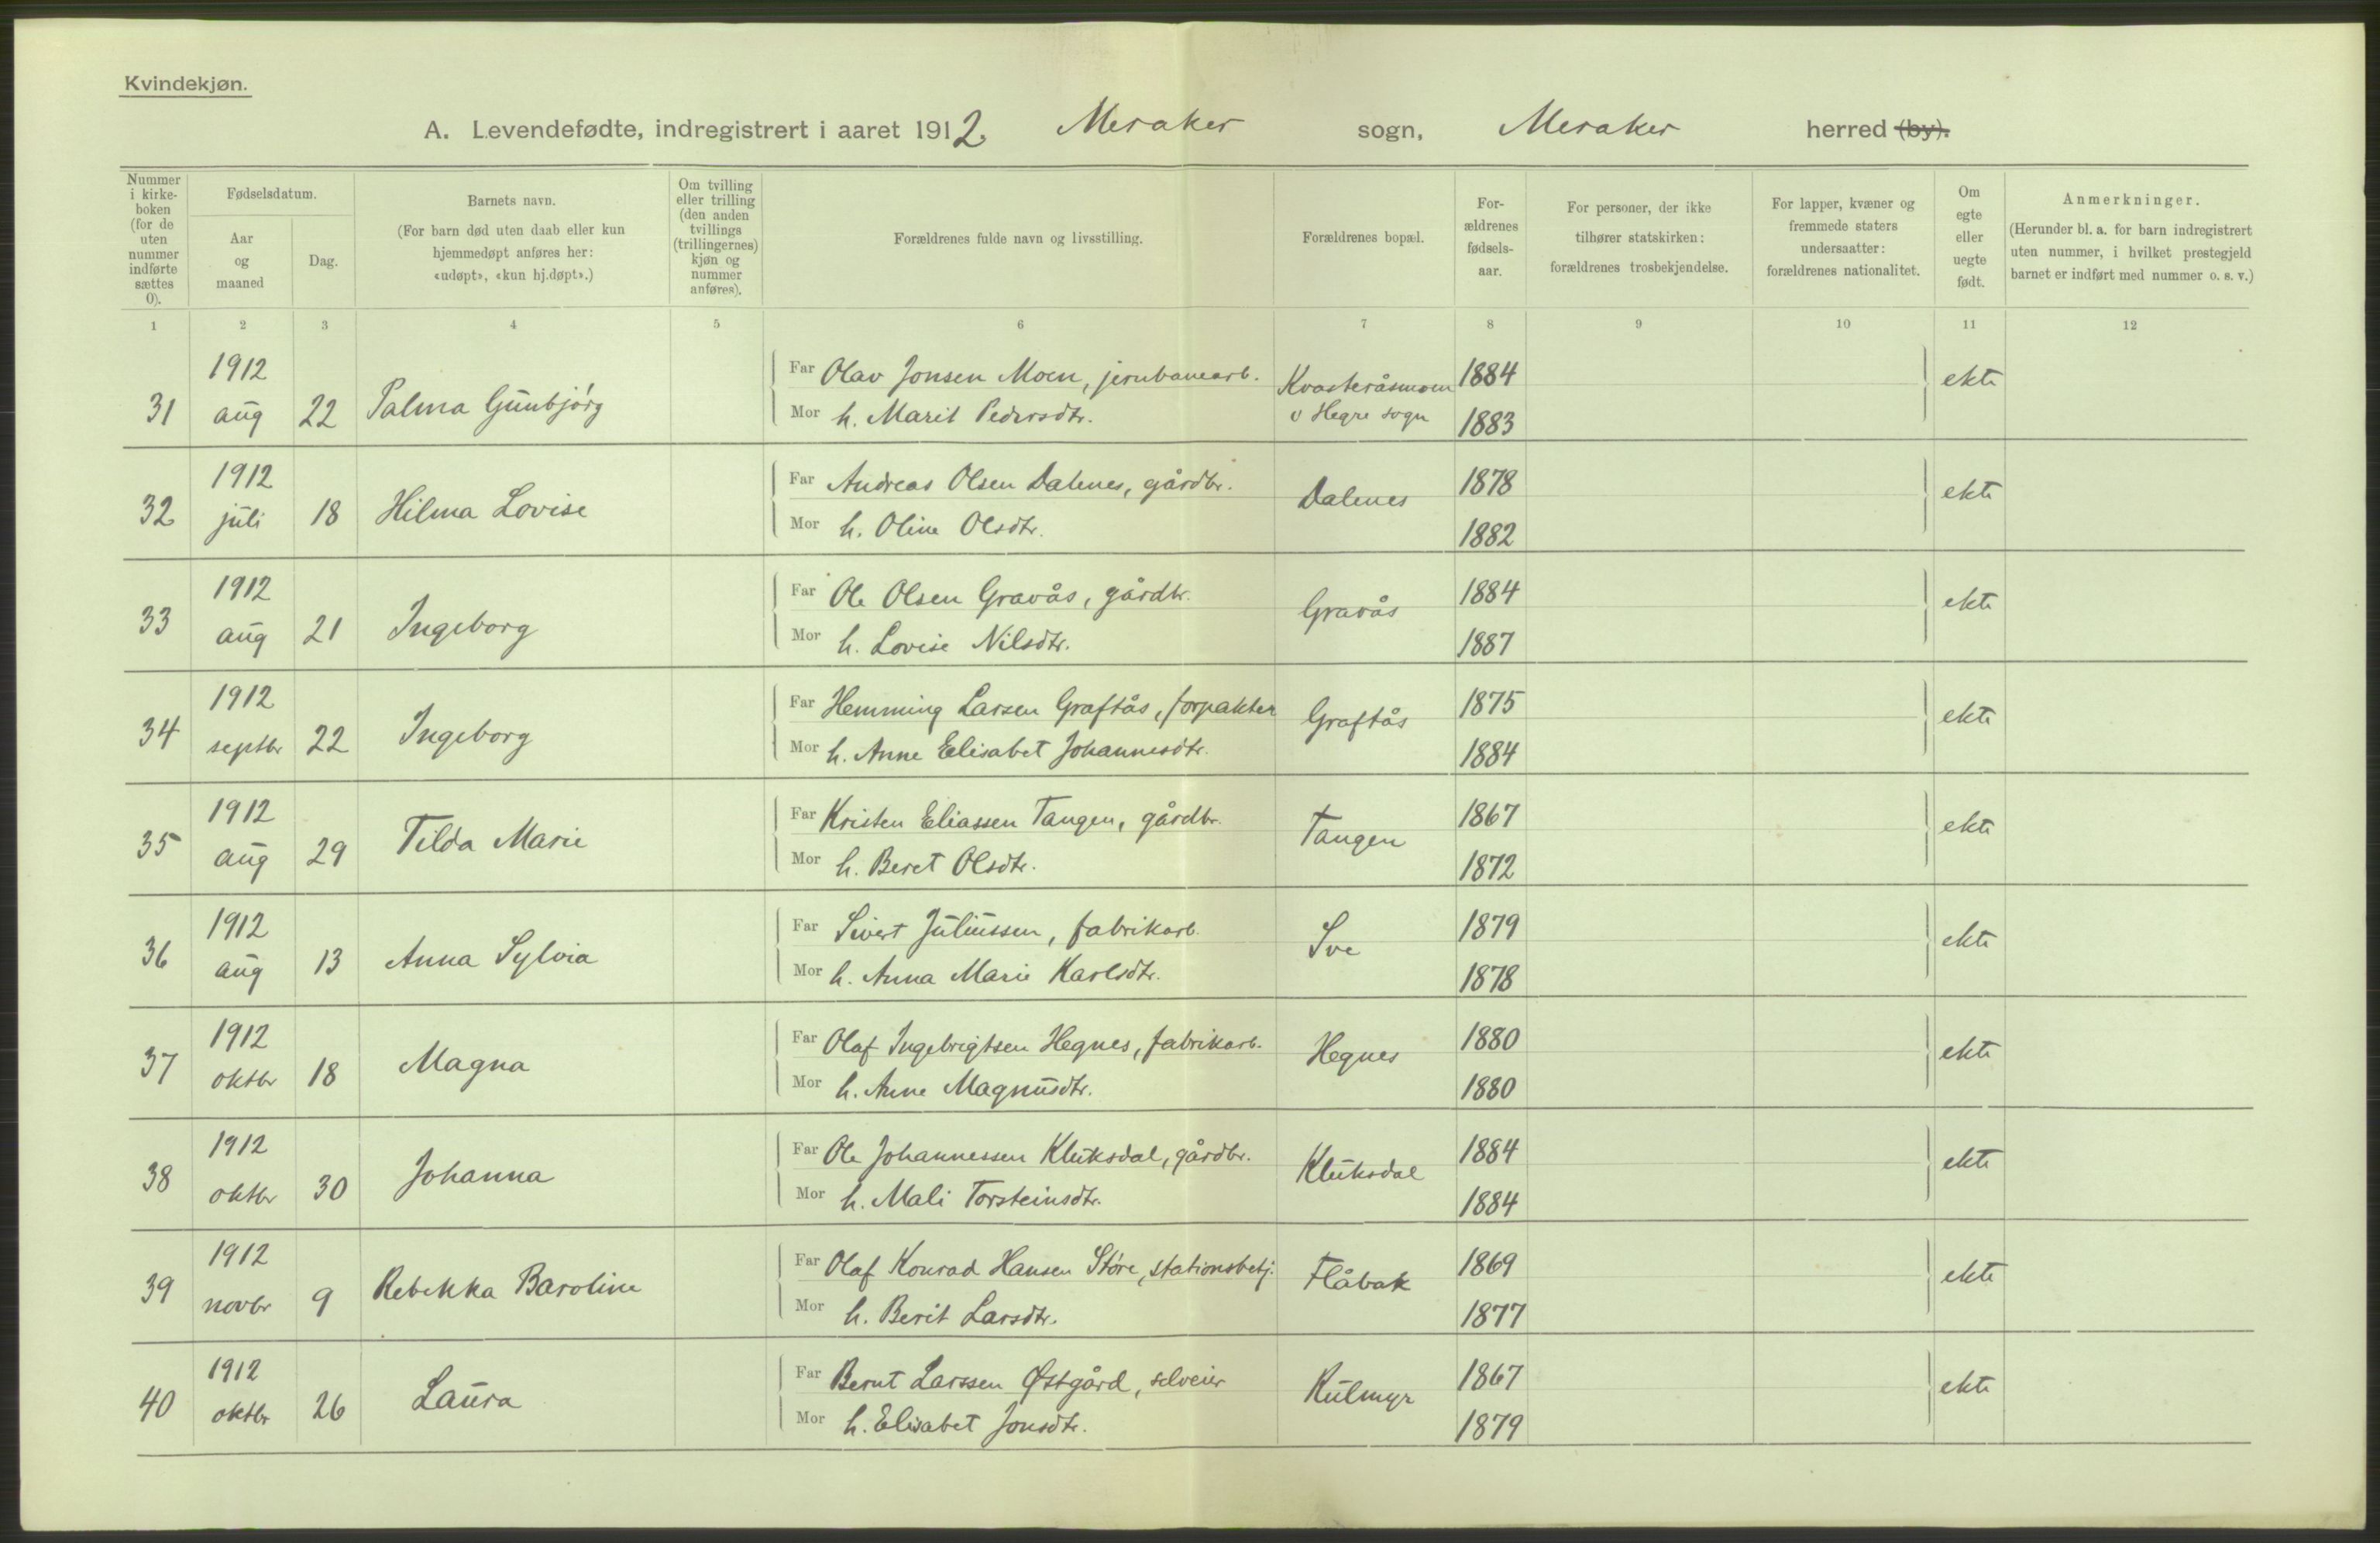 Kvindekjøn.
A. Levendefødte, indregistrert i aaret 1912. Meraker sogn, Meraker herred (by).
Nummer i kirke-boken (for de uten nummer indførte sættes 0).
Fødselsdatum.
Aar og maaned
Dag.
Barnets navn.
(For barn død uten daab eller kun hjemmedøpt anføres her: «udøpt», «kun hj.døpt».)
Om tvilling eller trilling (den anden tvillings (trillingernes) kjøn og nummer anføres).
Forældrenes fulde navn og livsstilling.
Forældrenes bopæl.
For-ældrenes fødsels-aar.
For personer, der ikke tilhører statskirken: forældrenes trosbekjendelse.
For lapper, kvæner og fremmede staters undersaatter: forældrenes nationalitet.
Om egte eller uegte født.
Anmerkninger.
(Herunder bl. a. for barn indregistrert uten nummer, i hvilket prestegjeld barnet er indført med nummer o. s. v.)
1 2 3 4 5 6 7 8 9 10 11 12
1912 Far Olav Jonsen Moen, jernbanearb. Kvasteråsmoen 1884 ekte
31 aug 22 Palma Gunbjørg Mor h. Marit Pedersdtr. v Hegre sogn 1883
1912 Far Andreas Olsen Dalenes, gårdbr. Dalenes 1878 ekte
32 juli 18 Hilma Lovise Mor h. Oline Olsdtr. 1882
1912 Far Ole Olsen Gravås, gårdbr. Gravås 1884 ekte
33 aug 21 Ingeborg Mor h. Lovise Nilsdtr. 1887
1912 Far Hemming Larsen Graftås, forpakter Graftås 1875 ekte
34 septbr 22 Ingeborg Mor h. Anne Elisabet Johannesdtr. 1884
1912 Far Kristen Eliassen Tangen, gårdbr. Tangen 1867 ekte
35 aug 29 Tilda Marie Mor h. Beret Olsdtr. 1872
1912 Far Sivert Juliussen, fabrikarb. Sve 1879 ekte
36 aug 13 Anna Sylvia Mor h. Anna Marie Karlsdtr. 1878
1912 Far Olaf Ingebrigtsen Hegnes, fabrikarb. Hegnes 1880 ekte
37 oktbr 18 Magna Mor h. Anne Magnusdtr. 1880
1912 Far Ole Johannessen Kluksdal, gårdbr. Kluksdal 1884 ekte
38 oktbr 30 Johanna Mor h. Mali Torsteinsdtr. 1884
1912 Far Olaf Konrad Hansen Støre, stationsbetj. Flåbak 1869 ekte
39 novbr 9 Rebekka Baroline Mor h. Berit Larsdtr. 1877
1912 Far Bernt Larssen Østgård, selveier Kulmyr 1867 ekte
40 oktbr 26 Laura Mor h. Elisabet Jonsdtr. 1879